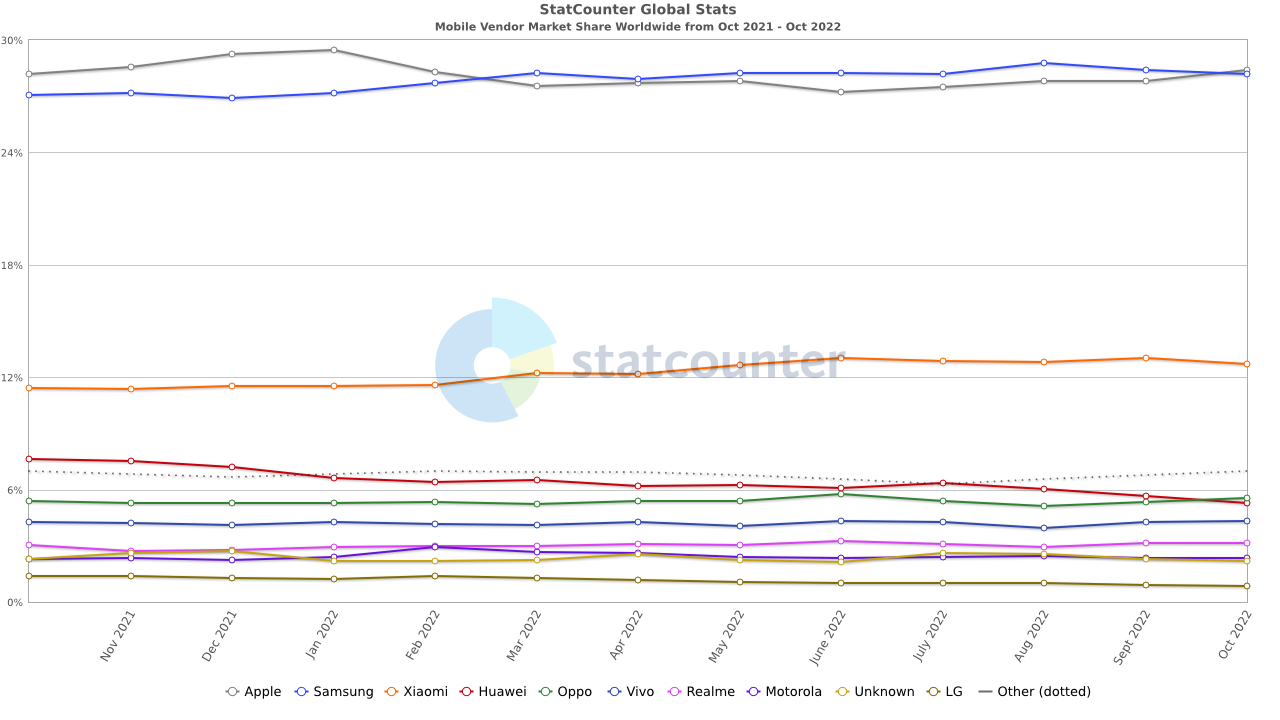 StatCounter Global Stats
Mobile Vendor Market Share Worldwide from Oct 2021 - Oct 2022
30%
24%
18%
statcounter
12%
6%
0%
Nov 2021 Dec 2021 Jan 2022 Feb 2022 Mar 2022 Apr 2022 May 2022 June 2022 July 2022 Aug 2022 Sept 2022 Oct 2022
Apple Samsung Xiaomi Huawei Oppo Vivo Realme Motorola Unknown LG Other (dotted)